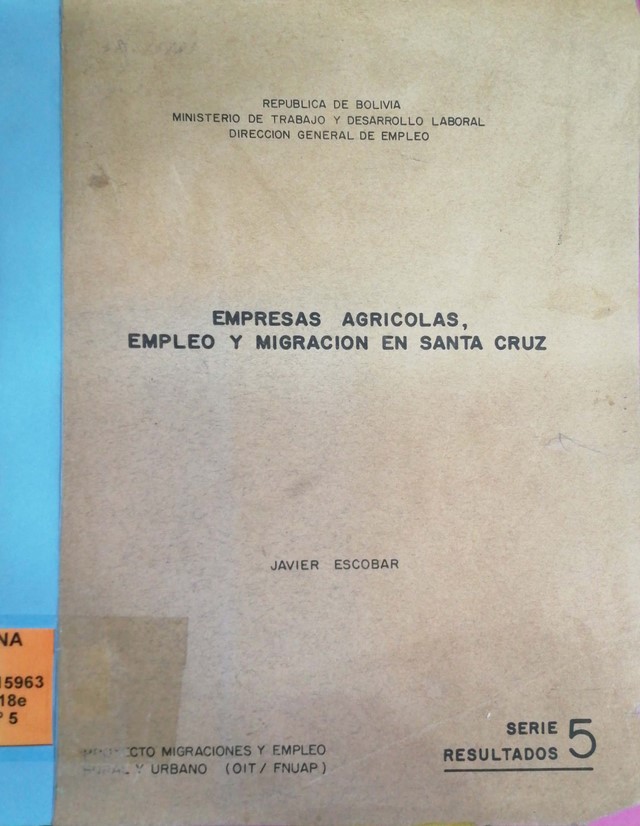 REPUBLICA DE BOLIVIA
MINISTERIO DE TRABAJO Y DESARROLLO LABORAL
DIRECCION GENERAL DE EMPLEO
EMPRESAS AGRICOLAS,
EMPLEO Y MIGRACION EN SANTA CRUZ
JAVIER ESCOBAR
NA
15963
18e
5
CTO MIGRACIONES Y EMPLEO
Y URBANO (OIT / FNUAP)
SERIE 5
RESULTADOS